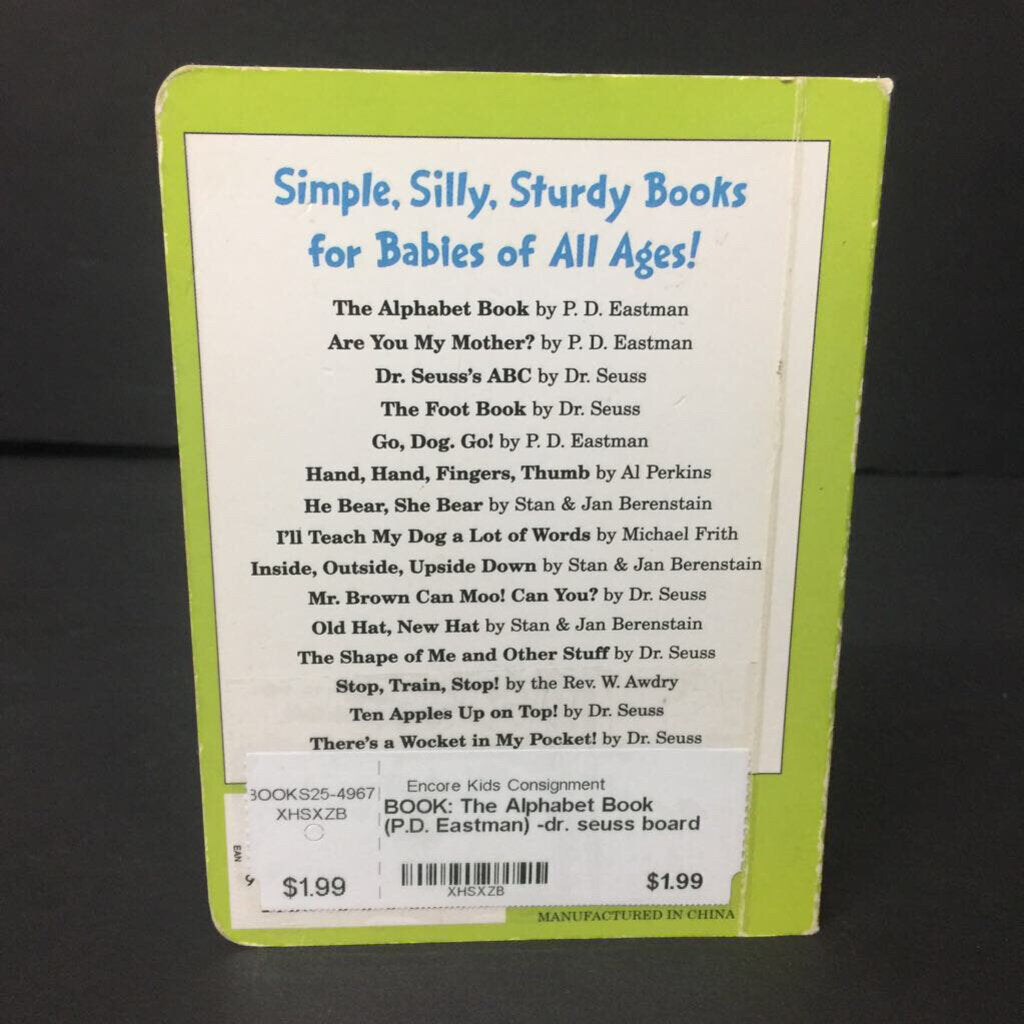 Simple, Silly, Sturdy Books
for Babies of All Ages!
The Alphabet Book by P. D. Eastman
Are You My Mother? by P. D. Eastman
Dr. Seuss's ABC by Dr. Seuss
The Foot Book by Dr. Seuss
Go, Dog. Go! by P. D. Eastman
Hand, Hand, Fingers, Thumb by Al Perkins
He Bear, She Bear by Stan & Jan Berenstain
I'll Teach My Dog a Lot of Words by Michael Frith
Inside, Outside, Upside Down by Stan & Jan Berenstain
Mr. Brown Can Moo! Can You? by Dr. Seuss
Old Hat, New Hat by Stan & Jan Berenstain
The Shape of Me and Other Stuff by Dr. Seuss
Stop, Train, Stop! by the Rev. W. Awdry
Ten Apples Up on Top! by Dr. Seuss
There's a Wocket in My Pocket! by Dr. Seuss
BOOKS25-4967
XHSXZB
$1.99
Encore Kids Consignment
BOOK: The Alphabet Book
(P.D. Eastman) -dr. seuss board
XHSXZB
$1.99
EAN
9
MANUFACTURED IN CHINA